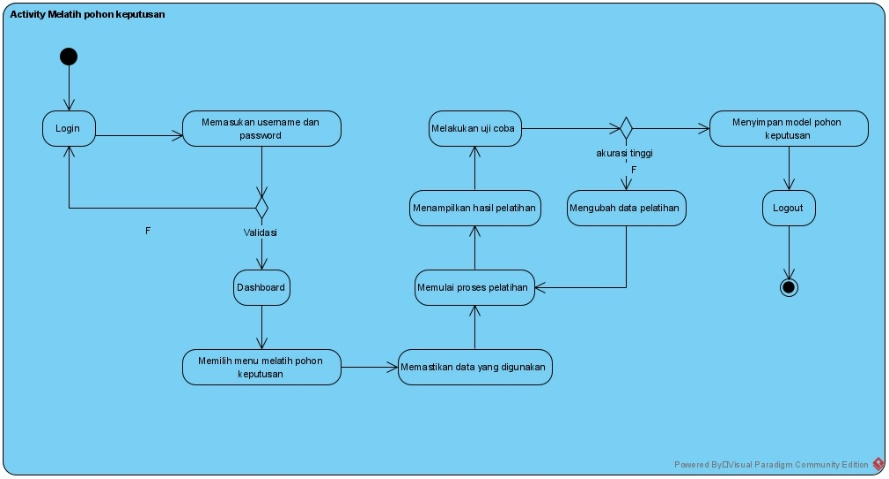 Activity Melatih pohon keputusan
Login
Memasukan username dan
password
F
Validasi
Dashboard
Memilih menu melatih pohon
keputusan
Memastikan data yang digunakan
Memulai proses pelatihan
Menampilkan hasil pelatihan
Melakukan uji coba
akurasi tinggi
F
Mengubah data pelatihan
Menyimpan model pohon
keputusan
Logout
Powered By Visual Paradigm Community Edition